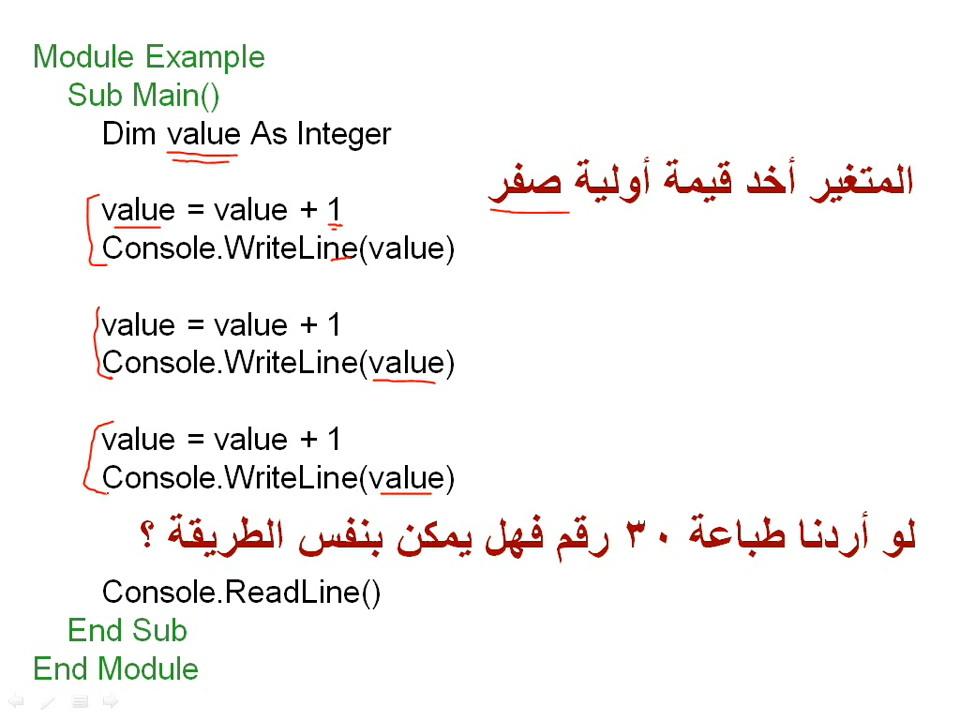 Module Example
Sub Main()
Dim value As Integer
المتغير أخد قيمة أولية صفر
value = value + 1
Console.WriteLine(value)
value = value + 1
Console.WriteLine(value)
value = value + 1
Console.WriteLine(value)
لو أردنا طباعة ٣٠ رقم فهل يمكن بنفس الطريقة ؟
Console.ReadLine()
End Sub
End Module